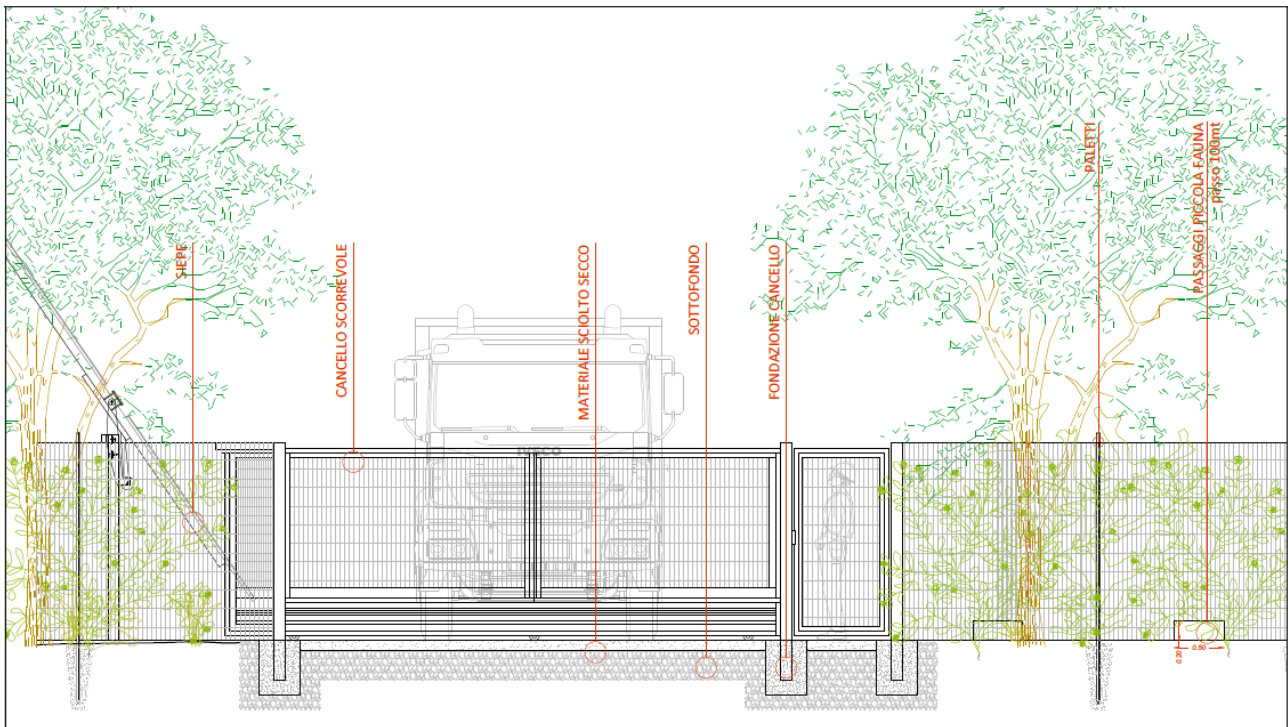 SIEPE
CANCELLO SCORREVOLE
MATERIALE SCIOLTO SECCO
SOTTOFONDO
FONDAZIONE CANCELLO
PALETTI
PASSAGGI PICCOLA FAUNA
passo 100mt
IVECO
0.20
0.50